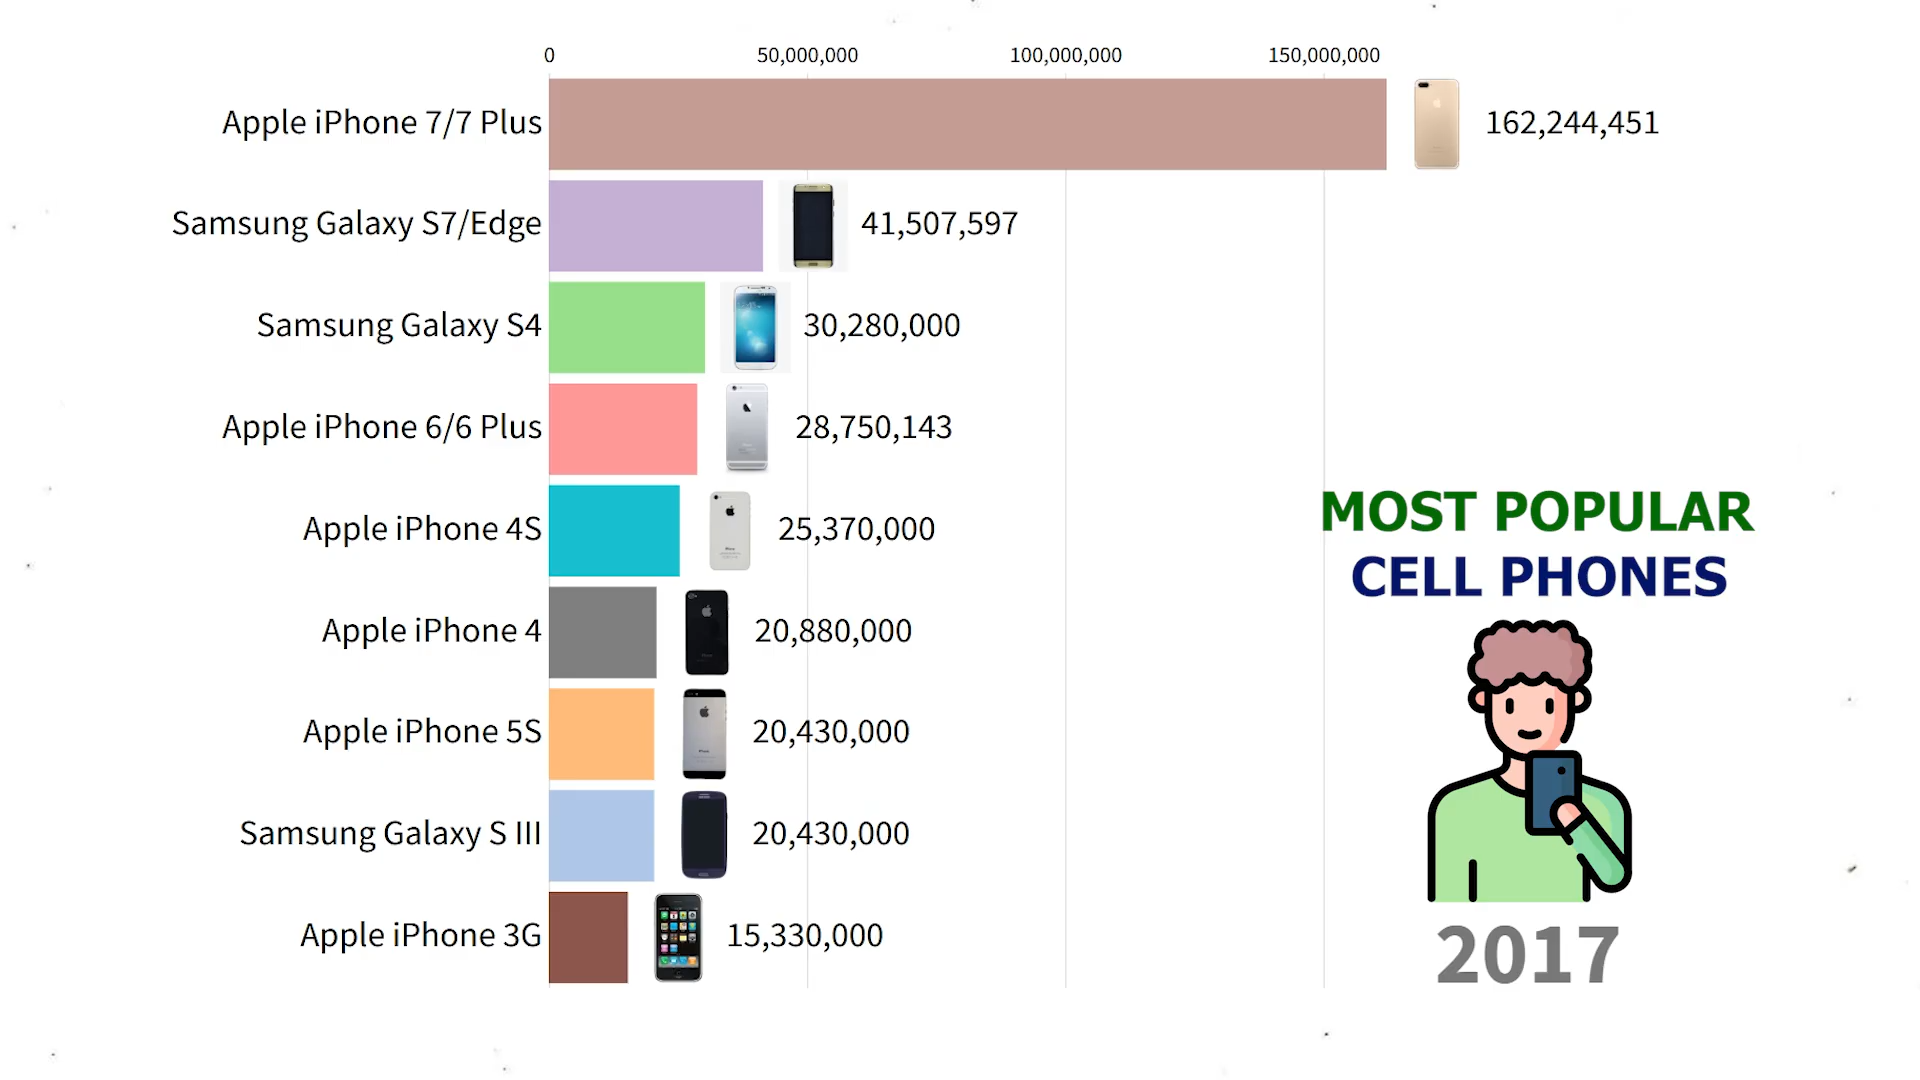 0 50,000,000 100,000,000 150,000,000
Apple iPhone 7/7 Plus 162,244,451
Samsung Galaxy S7/Edge 41,507,597
Samsung Galaxy S4 30,280,000
Apple iPhone 6/6 Plus 28,750,143
Apple iPhone 4S 25,370,000
Apple iPhone 4 20,880,000
Apple iPhone 5S 20,430,000
Samsung Galaxy S III 20,430,000
Apple iPhone 3G 15,330,000
MOST POPULAR
CELL PHONES
2017